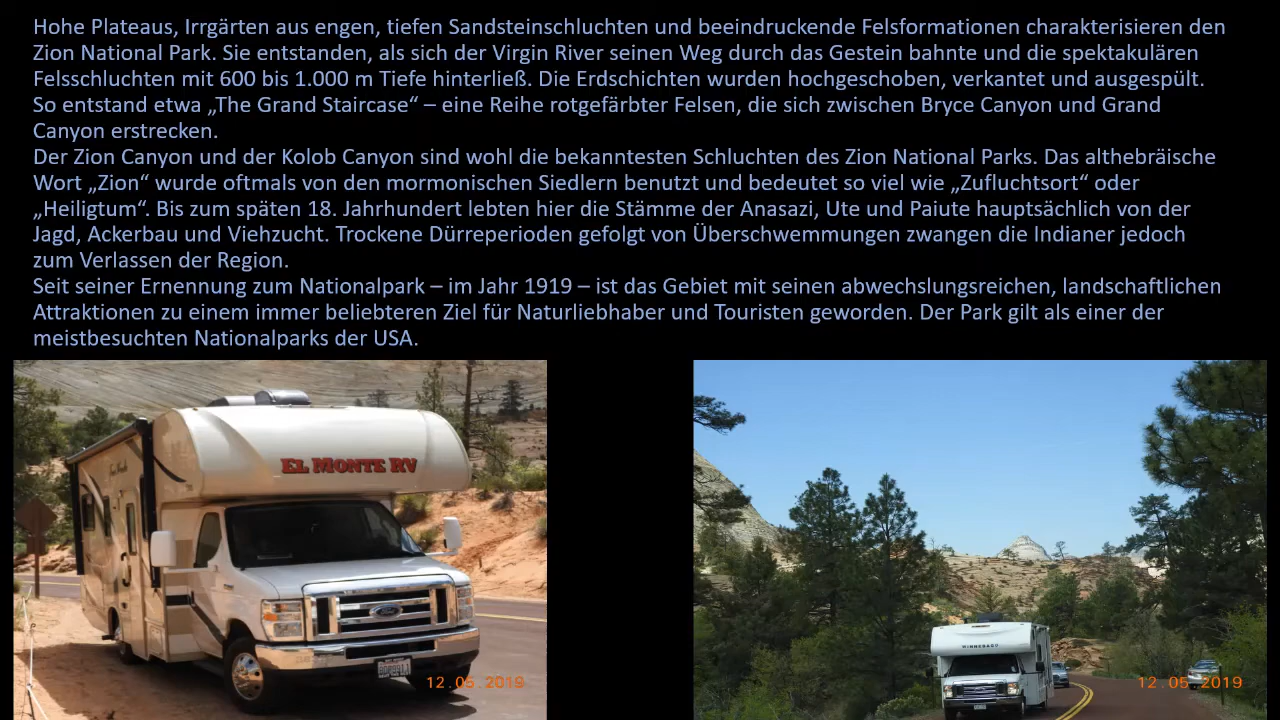 Hohe Plateaus, Irrgärten aus engen, tiefen Sandsteinschluchten und beeindruckende Felsformationen charakterisieren den
Zion National Park. Sie entstanden, als sich der Virgin River seinen Weg durch das Gestein bahnte und die spektakulären
Felsschluchten mit 600 bis 1.000 m Tiefe hinterließ. Die Erdschichten wurden hochgeschoben, verkantet und ausgespült.
So entstand etwa „The Grand Staircase“ – eine Reihe rotgefärbter Felsen, die sich zwischen Bryce Canyon und Grand
Canyon erstrecken.
Der Zion Canyon und der Kolob Canyon sind wohl die bekanntesten Schluchten des Zion National Parks. Das althebräische
Wort „Zion“ wurde oftmals von den mormonischen Siedlern benutzt und bedeutet so viel wie „Zufluchtsort“ oder
„Heiligtum“. Bis zum späten 18. Jahrhundert lebten hier die Stämme der Anasazi, Ute und Paiute hauptsächlich von der
Jagd, Ackerbau und Viehzucht. Trockene Dürreperioden gefolgt von Überschwemmungen zwangen die Indianer jedoch
zum Verlassen der Region.
Seit seiner Ernennung zum Nationalpark – im Jahr 1919 – ist das Gebiet mit seinen abwechslungsreichen, landschaftlichen
Attraktionen zu einem immer beliebteren Ziel für Naturliebhaber und Touristen geworden. Der Park gilt als einer der
meistbesuchten Nationalparks der USA.
EL MONTE RV
Ford
12.05.2019
WINNEBAGO
12.05.2019